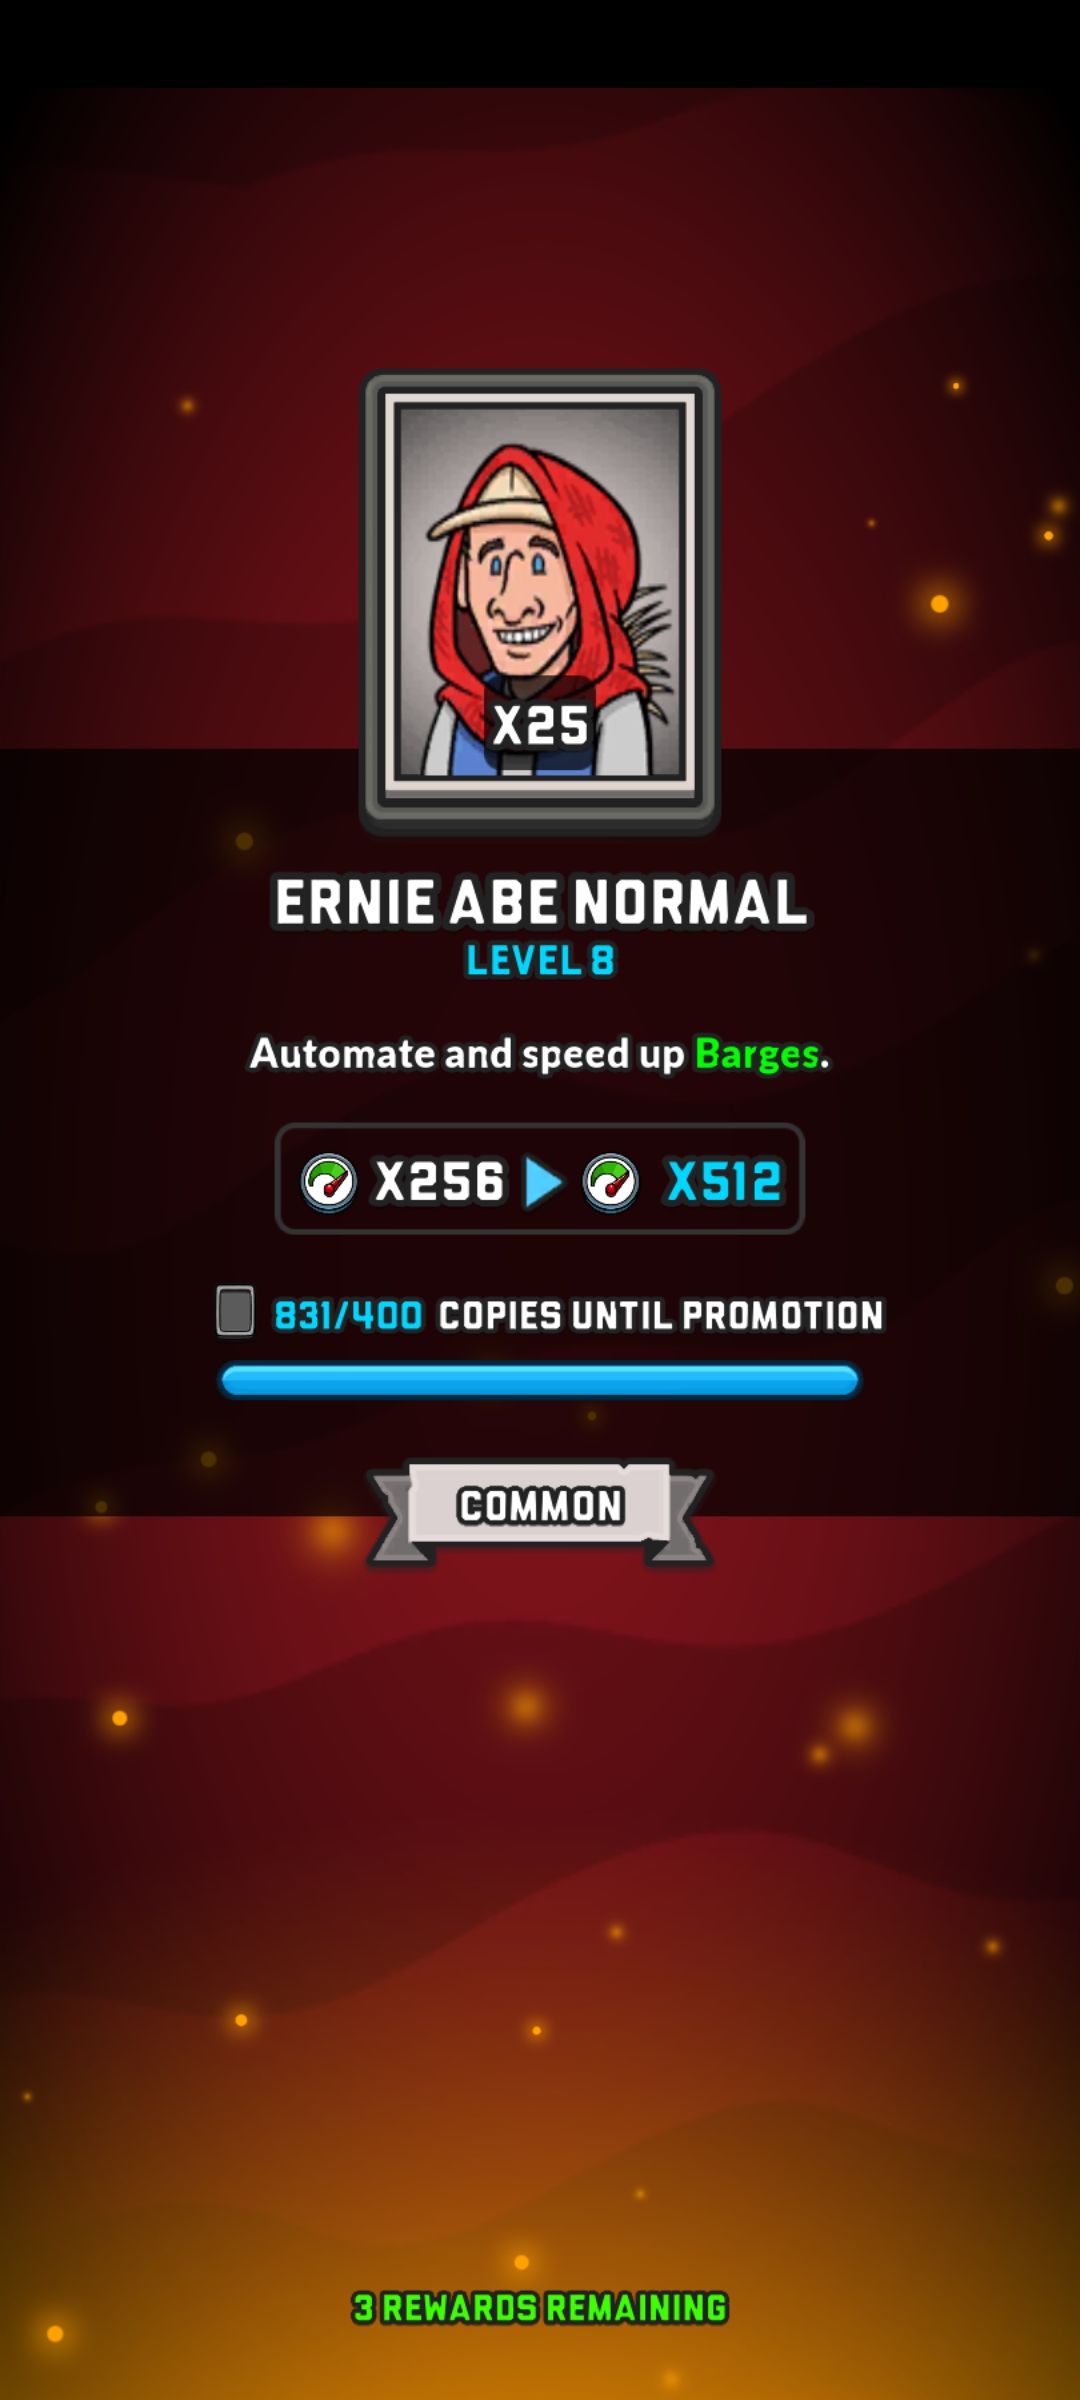 X25
ERNIE ABE NORMAL
LEVEL 8
Automate and speed up Barges.
X256 X512
831/400 COPIES UNTIL PROMOTION
COMMON
3 REWARDS REMAINING